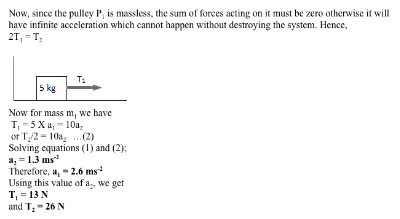 Now, since the pulley P₁ is massless, the sum of forces acting on it must be zero otherwise it will
have infinite acceleration which cannot happen without destroying the system. Hence,
2T₁ = T₂
T₁
5 kg
Now for mass m₁ we have
T₁ = 5 X a₁ = 10a₂
or T₂/2 = 10a₂ ...(2)
Solving equations (1) and (2);
a₂ = 1.3 ms⁻²
Therefore, a₁ = 2.6 ms⁻²
Using this value of a₂, we get
T₁ = 13 N
and T₂ = 26 N